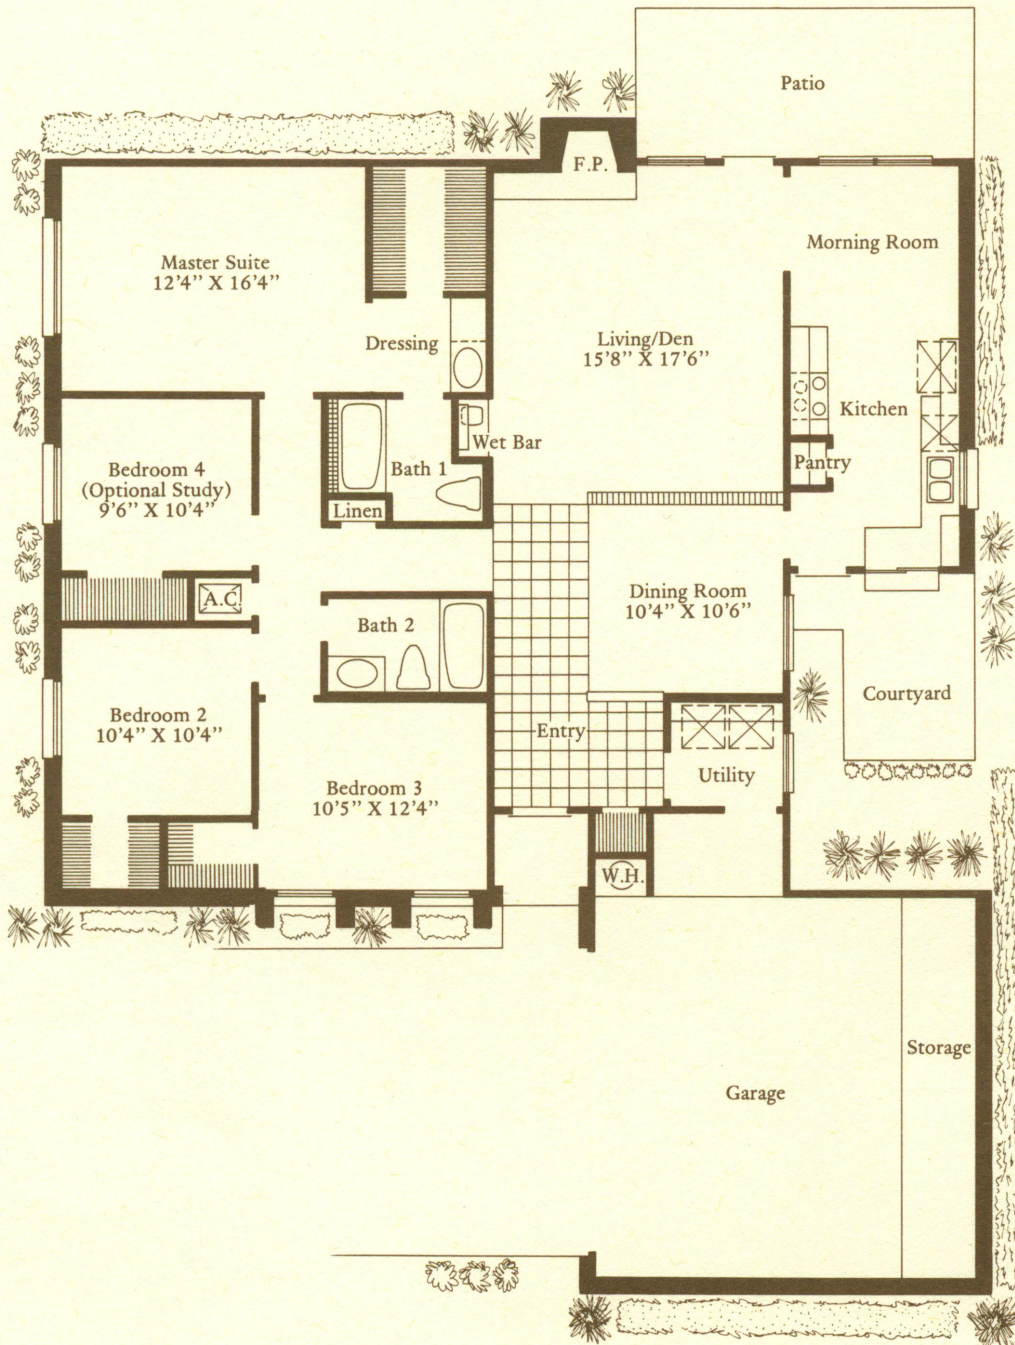 Patio
F.P.
Morning Room
Master Suite
12'4" X 16'4"
Dressing
Living/Den
15'8" X 17'6"
Kitchen
Wet Bar
Bath 1
Pantry
Bedroom 4
(Optional Study)
9'6" X 10'4"
Linen
A.C.
Dining Room
10'4" X 10'6"
Bath 2
Courtyard
Bedroom 2
10'4" X 10'4"
Entry
Utility
Bedroom 3
10'5" X 12'4"
W.H.
Storage
Garage